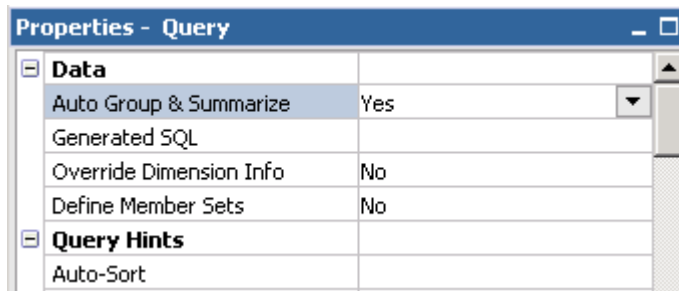 Properties - Query
Data
Auto Group & Summarize Yes
Generated SQL
Override Dimension Info No
Define Member Sets No
Query Hints
Auto-Sort